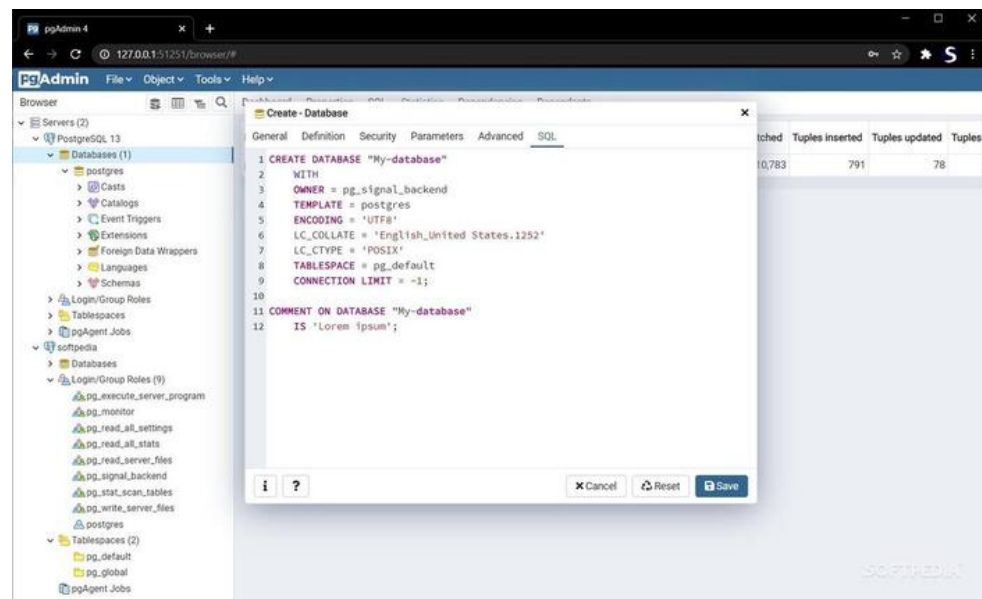 pgAdmin 4
127.0.0.1:51251/browser/#
S
pgAdmin File Object Tools Help
Browser
Servers (2)
PostgreSQL 13
Databases (1)
postgres
Casts
Catalogs
Event Triggers
Extensions
Foreign Data Wrappers
Languages
Schemas
Login/Group Roles
Tablespaces
pgAgent Jobs
softpedia
Databases
Login/Group Roles (9)
pg_execute_server_program
pg_monitor
pg_read_all_settings
pg_read_all_stats
pg_read_server_files
pg_signal_backend
pg_stat_scan_tables
pg_write_server_files
postgres
Tablespaces (2)
pg_default
pg_global
pgAgent Jobs
Create - Database
General Definition Security Parameters Advanced SQL
1 CREATE DATABASE "My-database"
2 WITH
3 OWNER = pg_signal_backend
4 TEMPLATE = postgres
5 ENCODING = 'UTF8'
6 LC_COLLATE = 'English_United States.1252'
7 LC_CTYPE = 'POSIX'
8 TABLESPACE = pg_default
9 CONNECTION LIMIT = -1;
10
11 COMMENT ON DATABASE "My-database"
12 IS 'Lorem ipsum';
i ? Cancel Reset Save
Tuples inserted Tuples updated Tuples
10,783 791 78
SOFTPEDIA